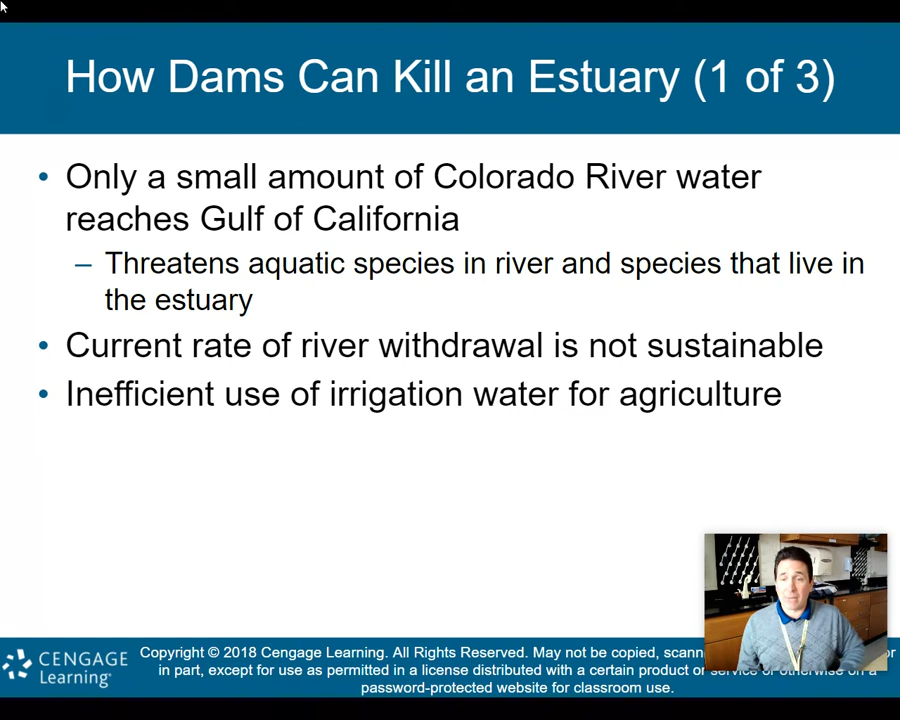 How Dams Can Kill an Estuary (1 of 3)
• Only a small amount of Colorado River water
reaches Gulf of California
– Threatens aquatic species in river and species that live in
the estuary
• Current rate of river withdrawal is not sustainable
• Inefficient use of irrigation water for agriculture
CENGAGE
Learning®
Copyright © 2018 Cengage Learning. All Rights Reserved. May not be copied, or
in part, except for use as permitted in a license distributed with a certain product or service or otherwise on a
password-protected website for classroom use.